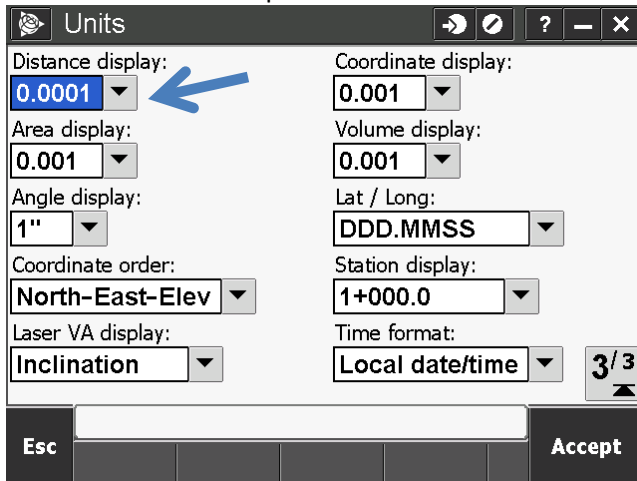 Units
? – X
Distance display:
0.0001
Coordinate display:
0.001
Area display:
0.001
Volume display:
0.001
Angle display:
1"
Lat / Long:
DDD.MMSS
Coordinate order:
North-East-Elev
Station display:
1+000.0
Laser VA display:
Inclination
Time format:
Local date/time
3/3
Esc
Accept